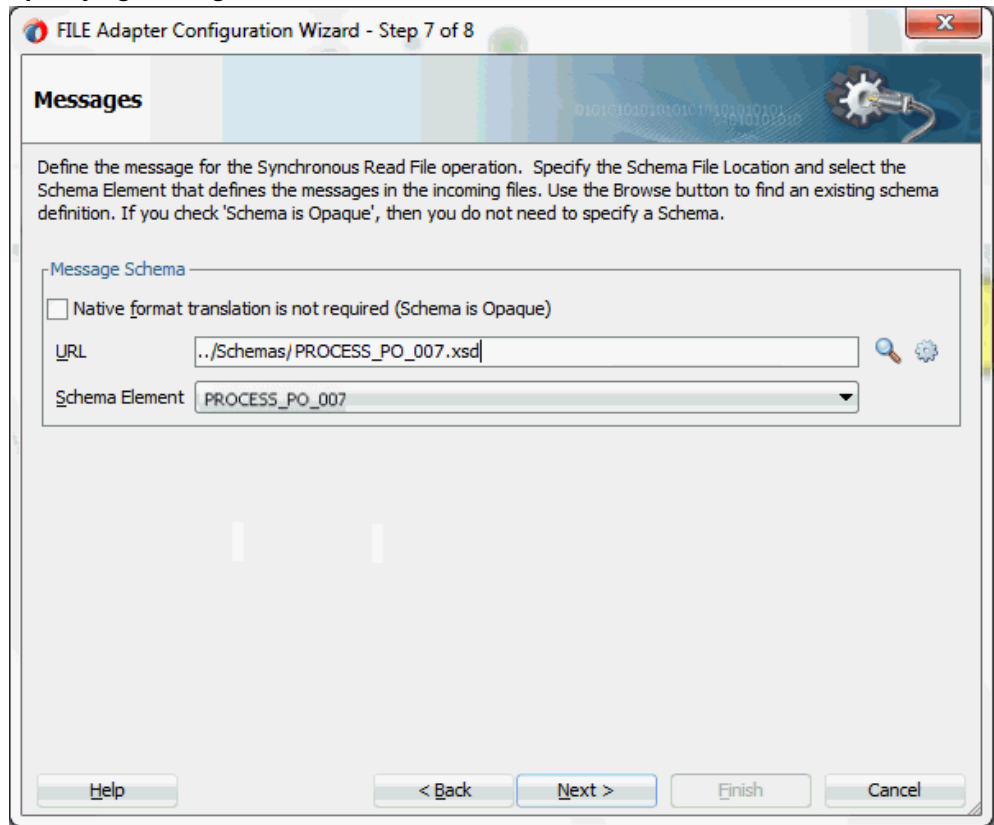 FILE Adapter Configuration Wizard - Step 7 of 8
Messages
Define the message for the Synchronous Read File operation. Specify the Schema File Location and select the
Schema Element that defines the messages in the incoming files. Use the Browse button to find an existing schema
definition. If you check 'Schema is Opaque', then you do not need to specify a Schema.
Message Schema
Native format translation is not required (Schema is Opaque)
URL ../Schemas/PROCESS_PO_007.xsd
Schema Element PROCESS_PO_007
Help < Back Next > Finish Cancel